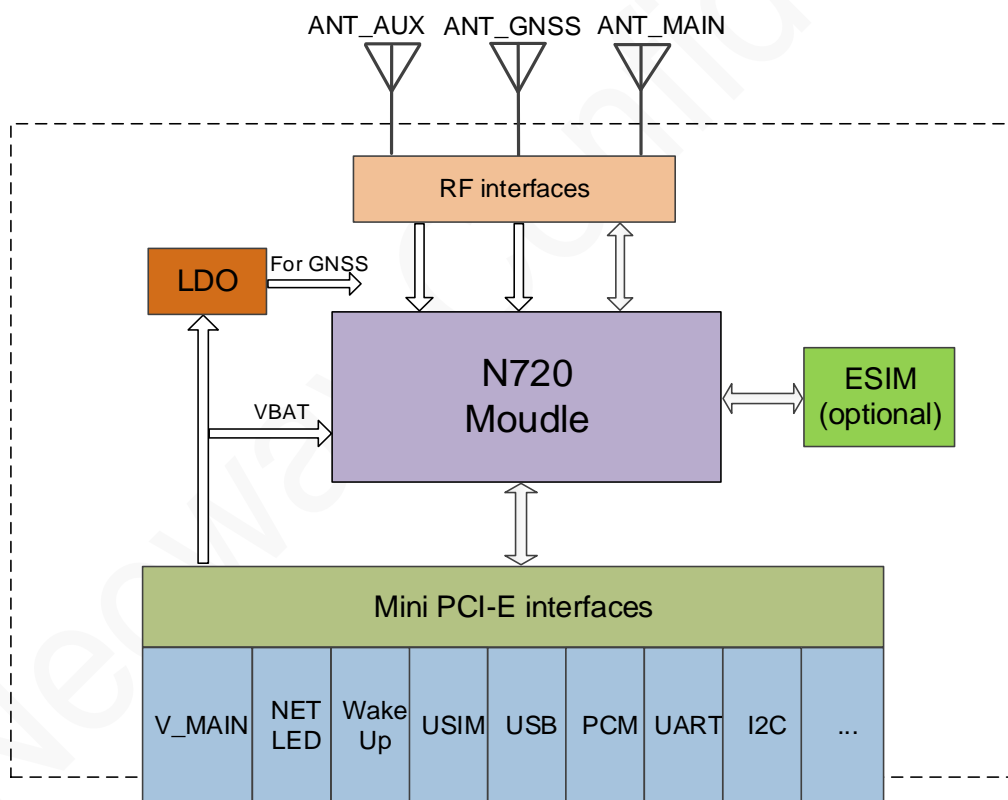 ANT_AUX ANT_GNSS ANT_MAIN
RF interfaces
LDO
For GNSS
N720
Moudle
ESIM
(optional)
VBAT
Mini PCI-E interfaces
V_MAIN
NET
LED
Wake
Up
USIM
USB
PCM
UART
I2C
...